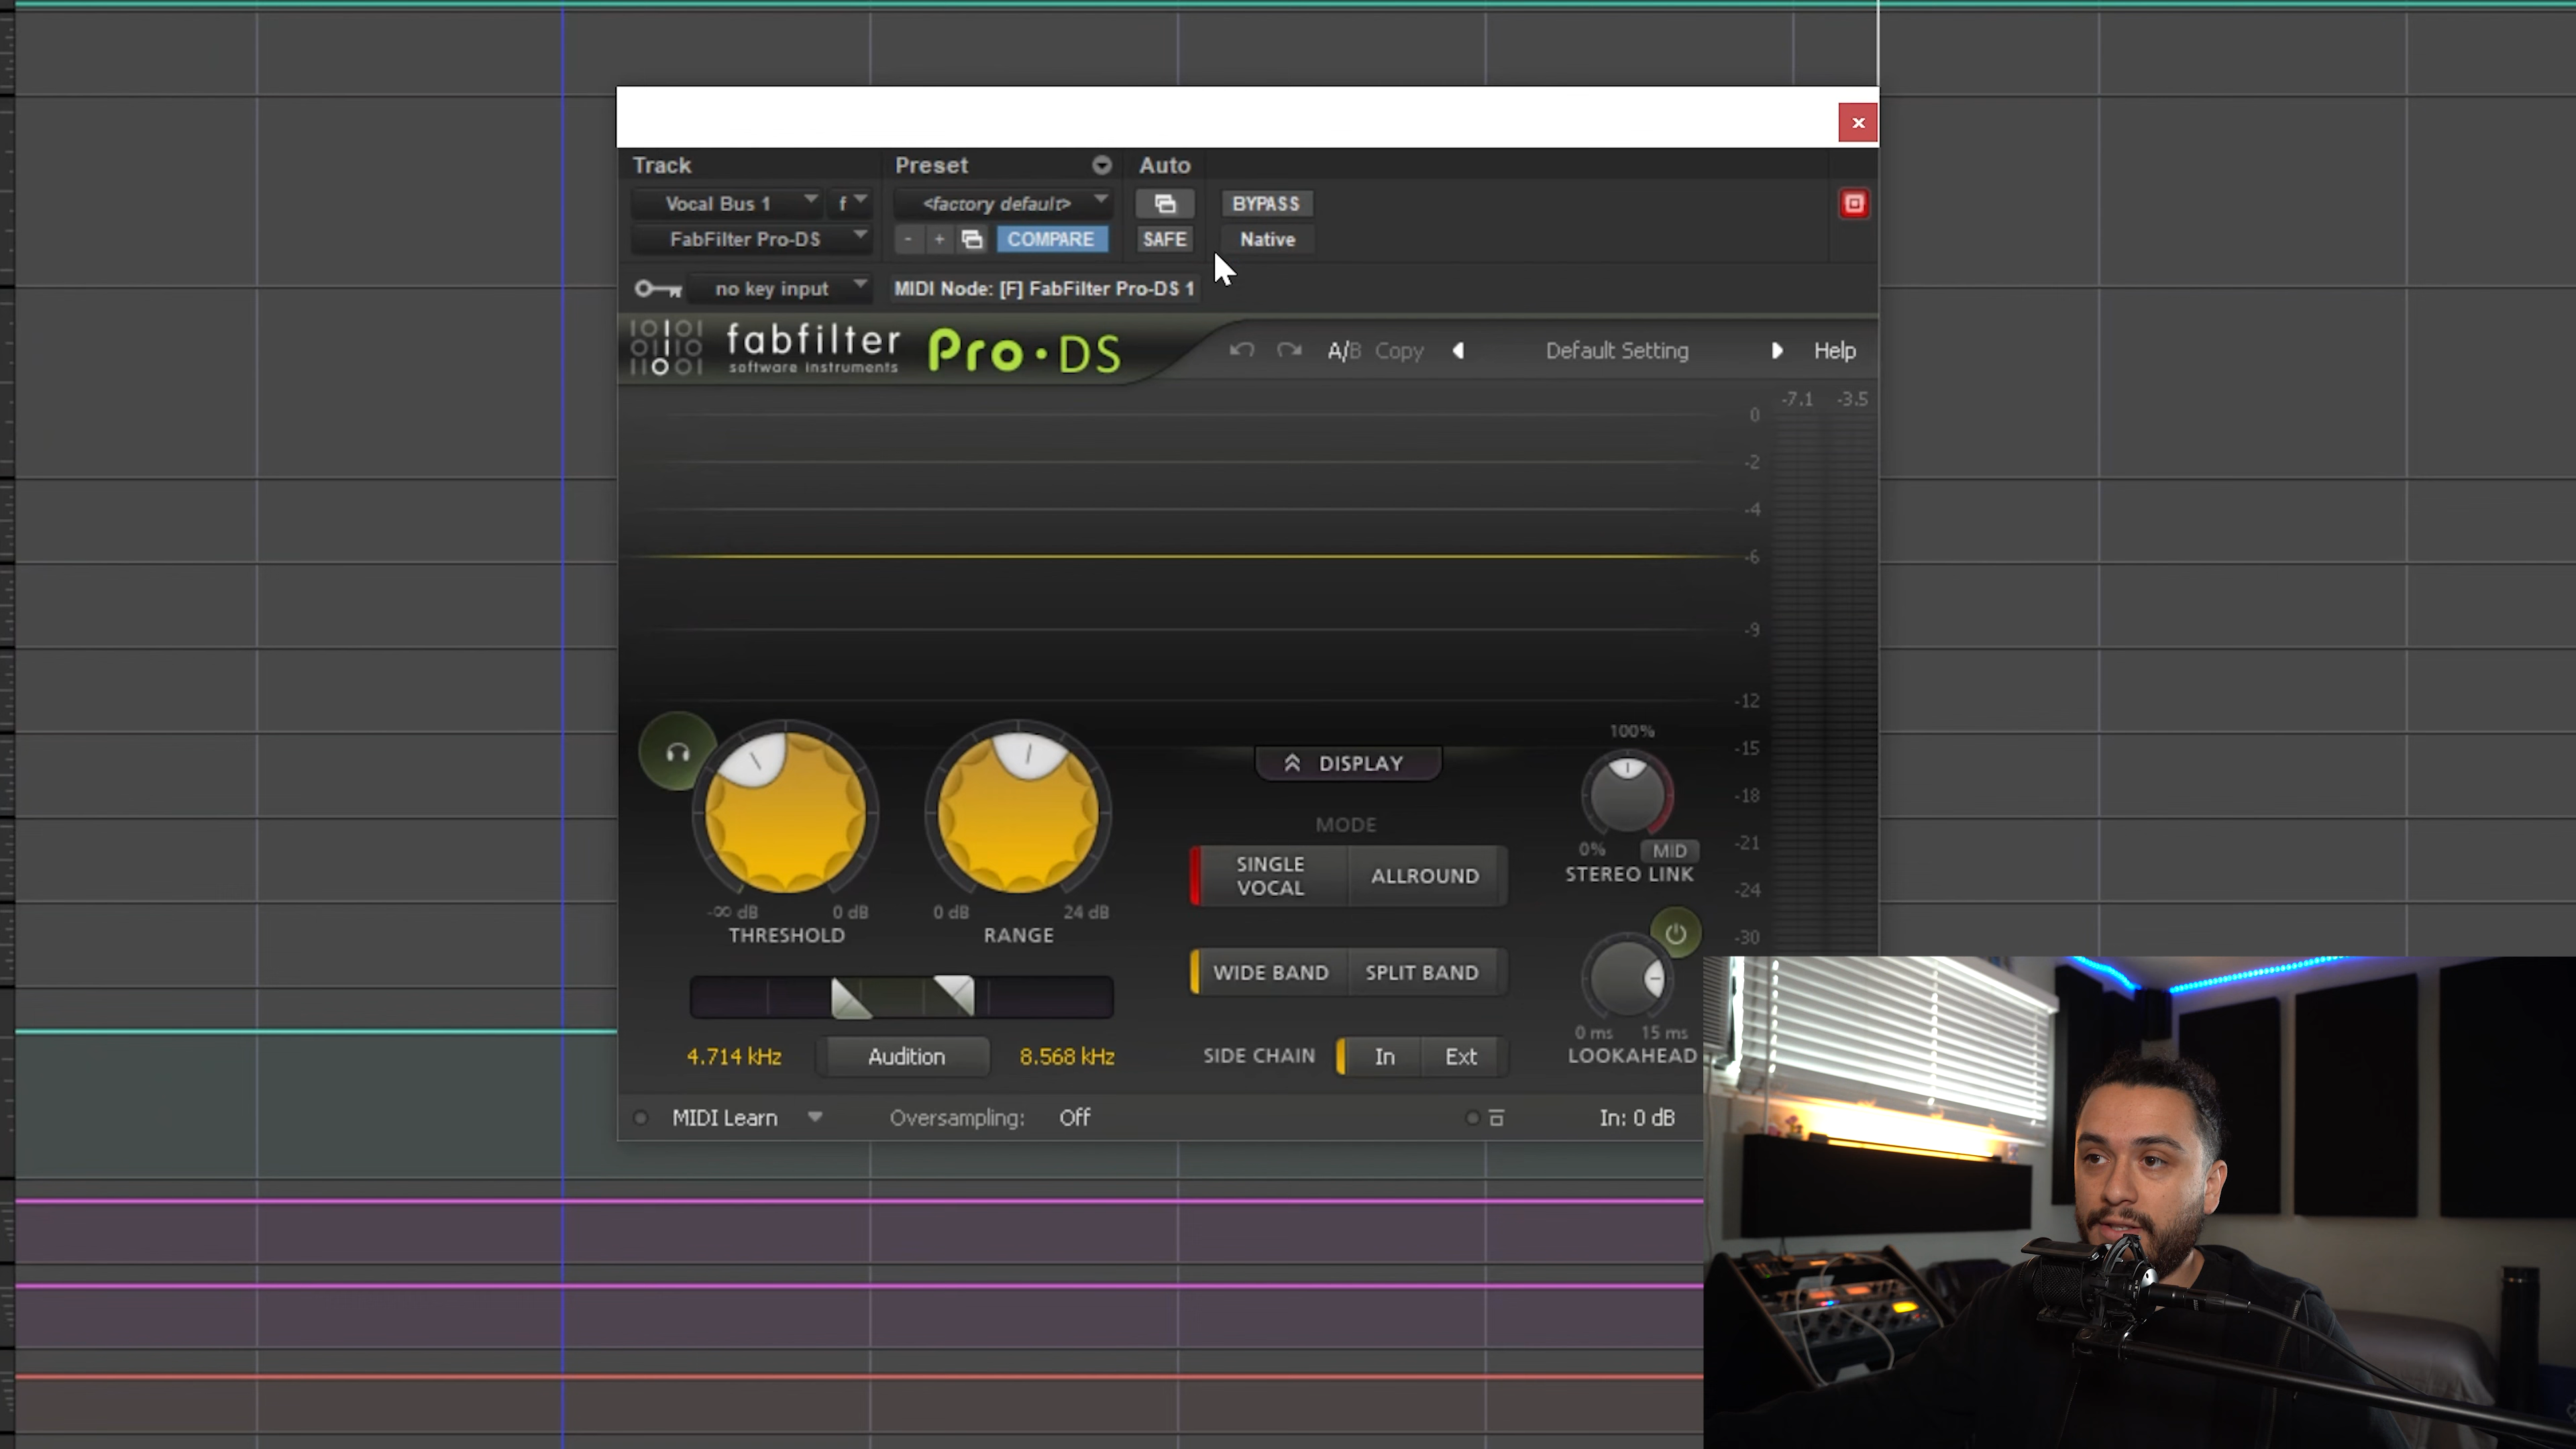 x
Track
Preset
Auto
Vocal Bus 1
f
<factory default>
BYPASS
FabFilter Pro-DS
- +
COMPARE
SAFE
Native
no key input
MIDI Node: [F] FabFilter Pro-DS 1
fabfilter
software instruments
Pro·DS
A/B
Copy
Default Setting
Help
-7.1
-3.5
0
-2
-4
-6
-9
-12
-15
-18
-21
-24
-30
-∞ dB
0 dB
THRESHOLD
0 dB
24 dB
RANGE
DISPLAY
MODE
SINGLE
VOCAL
ALLROUND
WIDE BAND
SPLIT BAND
SIDE CHAIN
In
Ext
100%
0%
MID
STEREO LINK
0 ms
15 ms
LOOKAHEAD
4.714 kHz
Audition
8.568 kHz
MIDI Learn
Oversampling:
Off
In: 0 dB